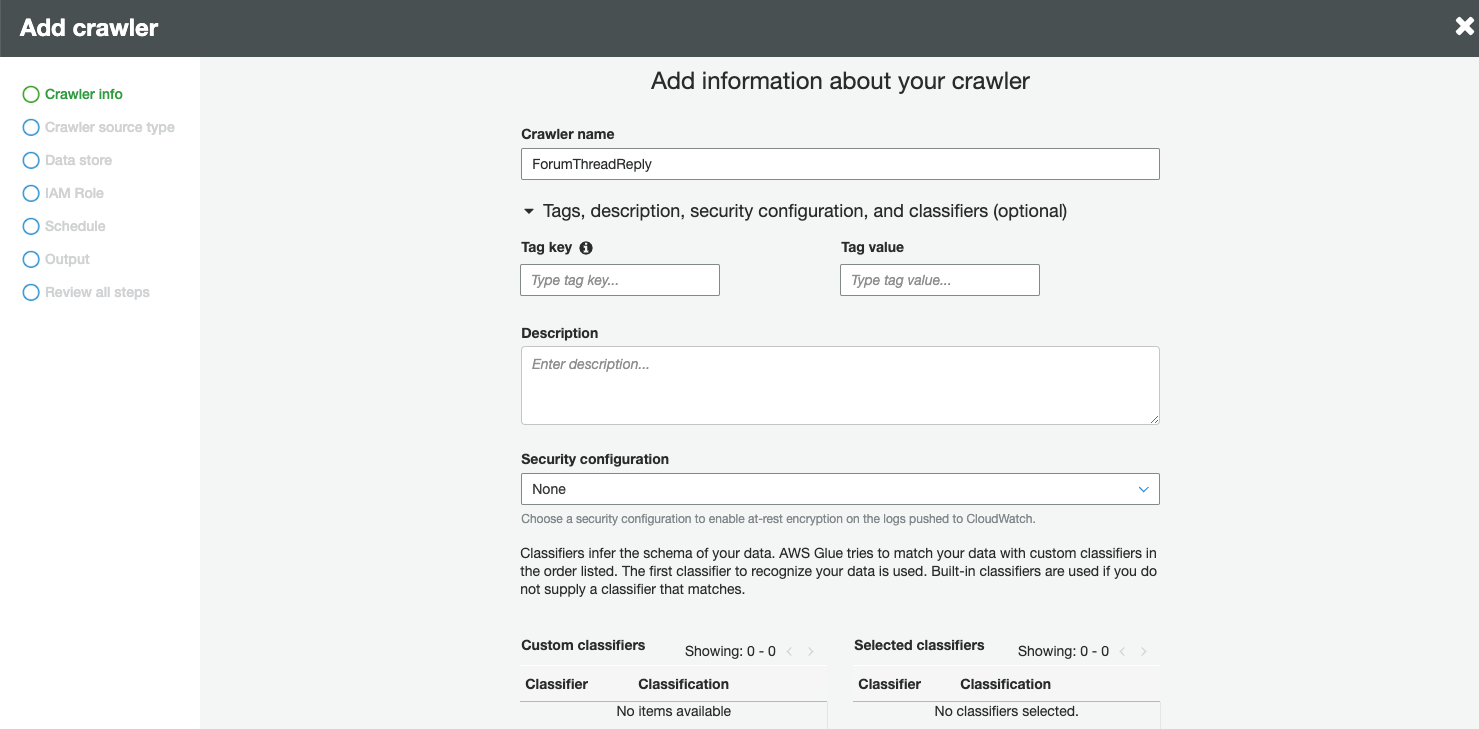 Add crawler
Crawler info
Crawler source type
Data store
IAM Role
Schedule
Output
Review all steps
Add information about your crawler
Crawler name
ForumThreadReply
Tags, description, security configuration, and classifiers (optional)
Tag key
Tag value
Type tag key...
Type tag value...
Description
Enter description...
Security configuration
None
Choose a security configuration to enable at-rest encryption on the logs pushed to CloudWatch.
Classifiers infer the schema of your data. AWS Glue tries to match your data with custom classifiers in
the order listed. The first classifier to recognize your data is used. Built-in classifiers are used if you do
not supply a classifier that matches.
Custom classifiers Showing: 0 - 0
Classifier Classification
No items available
Selected classifiers Showing: 0 - 0
Classifier Classification
No classifiers selected.